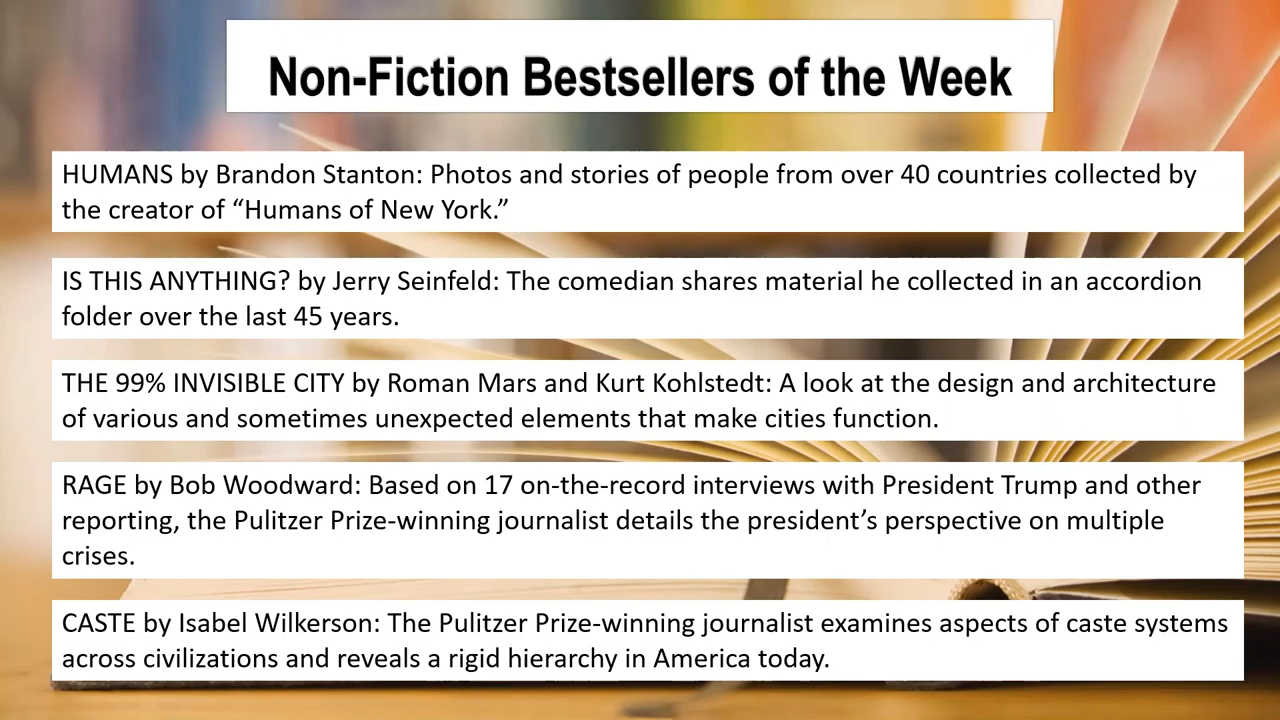 Non-Fiction Bestsellers of the Week
HUMANS by Brandon Stanton: Photos and stories of people from over 40 countries collected by
the creator of “Humans of New York.”
IS THIS ANYTHING? by Jerry Seinfeld: The comedian shares material he collected in an accordion
folder over the last 45 years.
THE 99% INVISIBLE CITY by Roman Mars and Kurt Kohlstedt: A look at the design and architecture
of various and sometimes unexpected elements that make cities function.
RAGE by Bob Woodward: Based on 17 on-the-record interviews with President Trump and other
reporting, the Pulitzer Prize-winning journalist details the president’s perspective on multiple
crises.
CASTE by Isabel Wilkerson: The Pulitzer Prize-winning journalist examines aspects of caste systems
across civilizations and reveals a rigid hierarchy in America today.